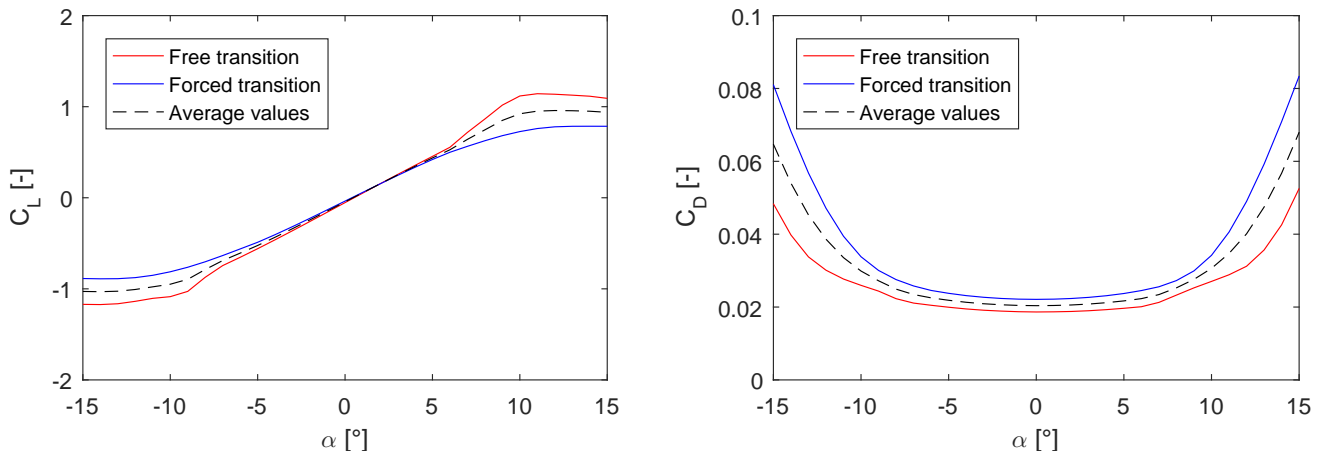 2
1
0
-1
-2
C_L [-]
Free transition
Forced transition
Average values
-15 -10 -5 0 5 10 15
α [°]
0.1
0.08
0.06
0.04
0.02
0
C_D [-]
Free transition
Forced transition
Average values
-15 -10 -5 0 5 10 15
α [°]